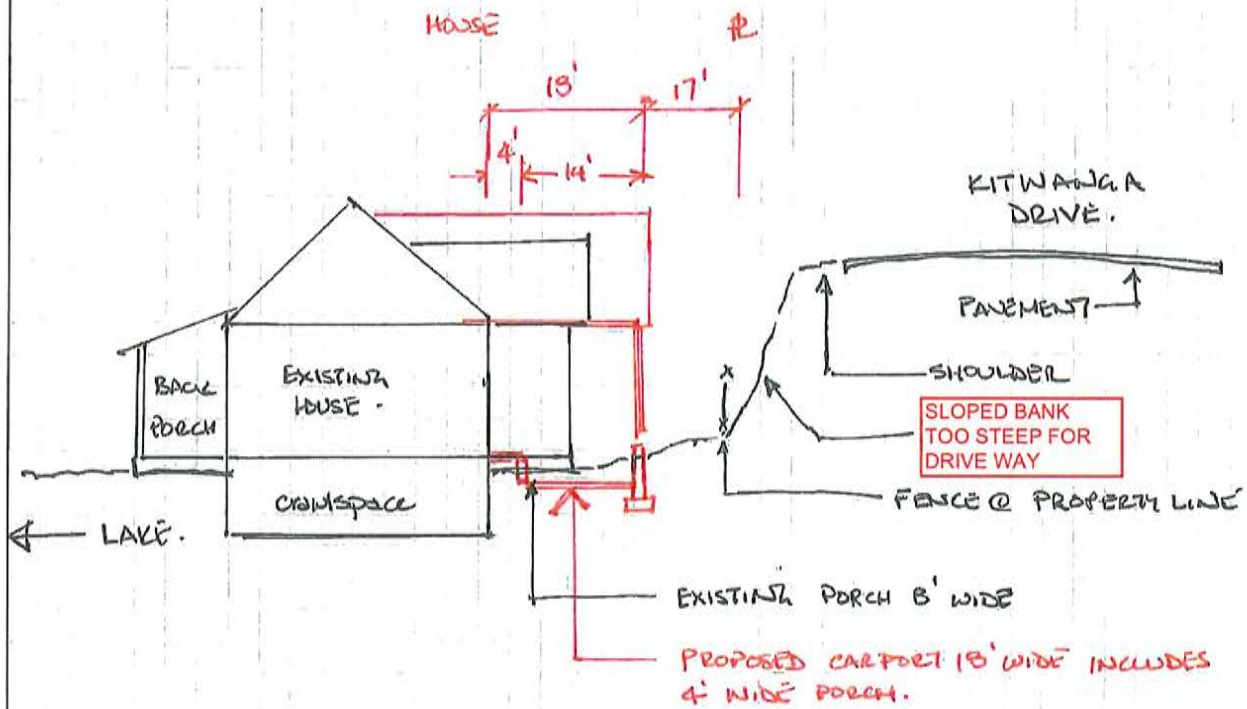 HOUSE
PL
18'
17'
4'
14'
KITWANGA
DRIVE.
PAVEMENT
SHOULDER
BACK
PORCH
EXISTING
HOUSE.
SLOPED BANK
TOO STEEP FOR
DRIVE WAY
x
x
CRAWLSPACE
FENCE @ PROPERTY LINE
LAKE.
EXISTING PORCH 8' WIDE
PROPOSED CARPORT 18' WIDE INCLUDES
4' WIDE PORCH.